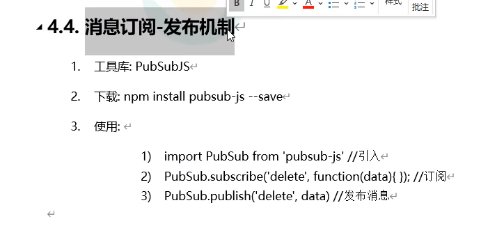 B I U A
样式
批注
4.4. 消息订阅-发布机制
1. 工具库: PubSubJS
2. 下载: npm install pubsub-js --save
3. 使用:
1) import PubSub from 'pubsub-js' //引入
2) PubSub.subscribe('delete', function(data){ }); //订阅
3) PubSub.publish('delete', data) //发布消息